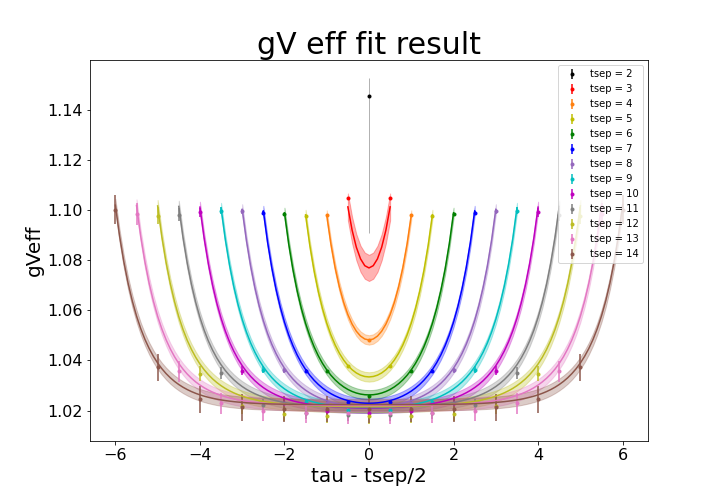 gV eff fit result
gVeff
1.14
1.12
1.10
1.08
1.06
1.04
1.02
−6
−4
−2
0
2
4
6
tau - tsep/2
tsep = 2
tsep = 3
tsep = 4
tsep = 5
tsep = 6
tsep = 7
tsep = 8
tsep = 9
tsep = 10
tsep = 11
tsep = 12
tsep = 13
tsep = 14